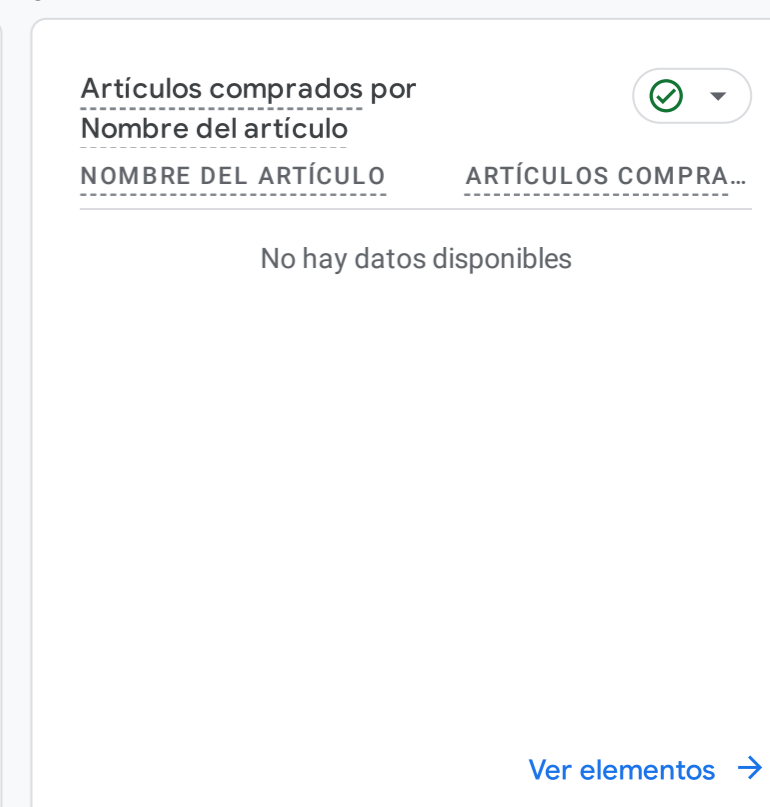 Artículos comprados por
Nombre del artículo
NOMBRE DEL ARTÍCULO ARTÍCULOS COMPRA…
No hay datos disponibles
Ver elementos